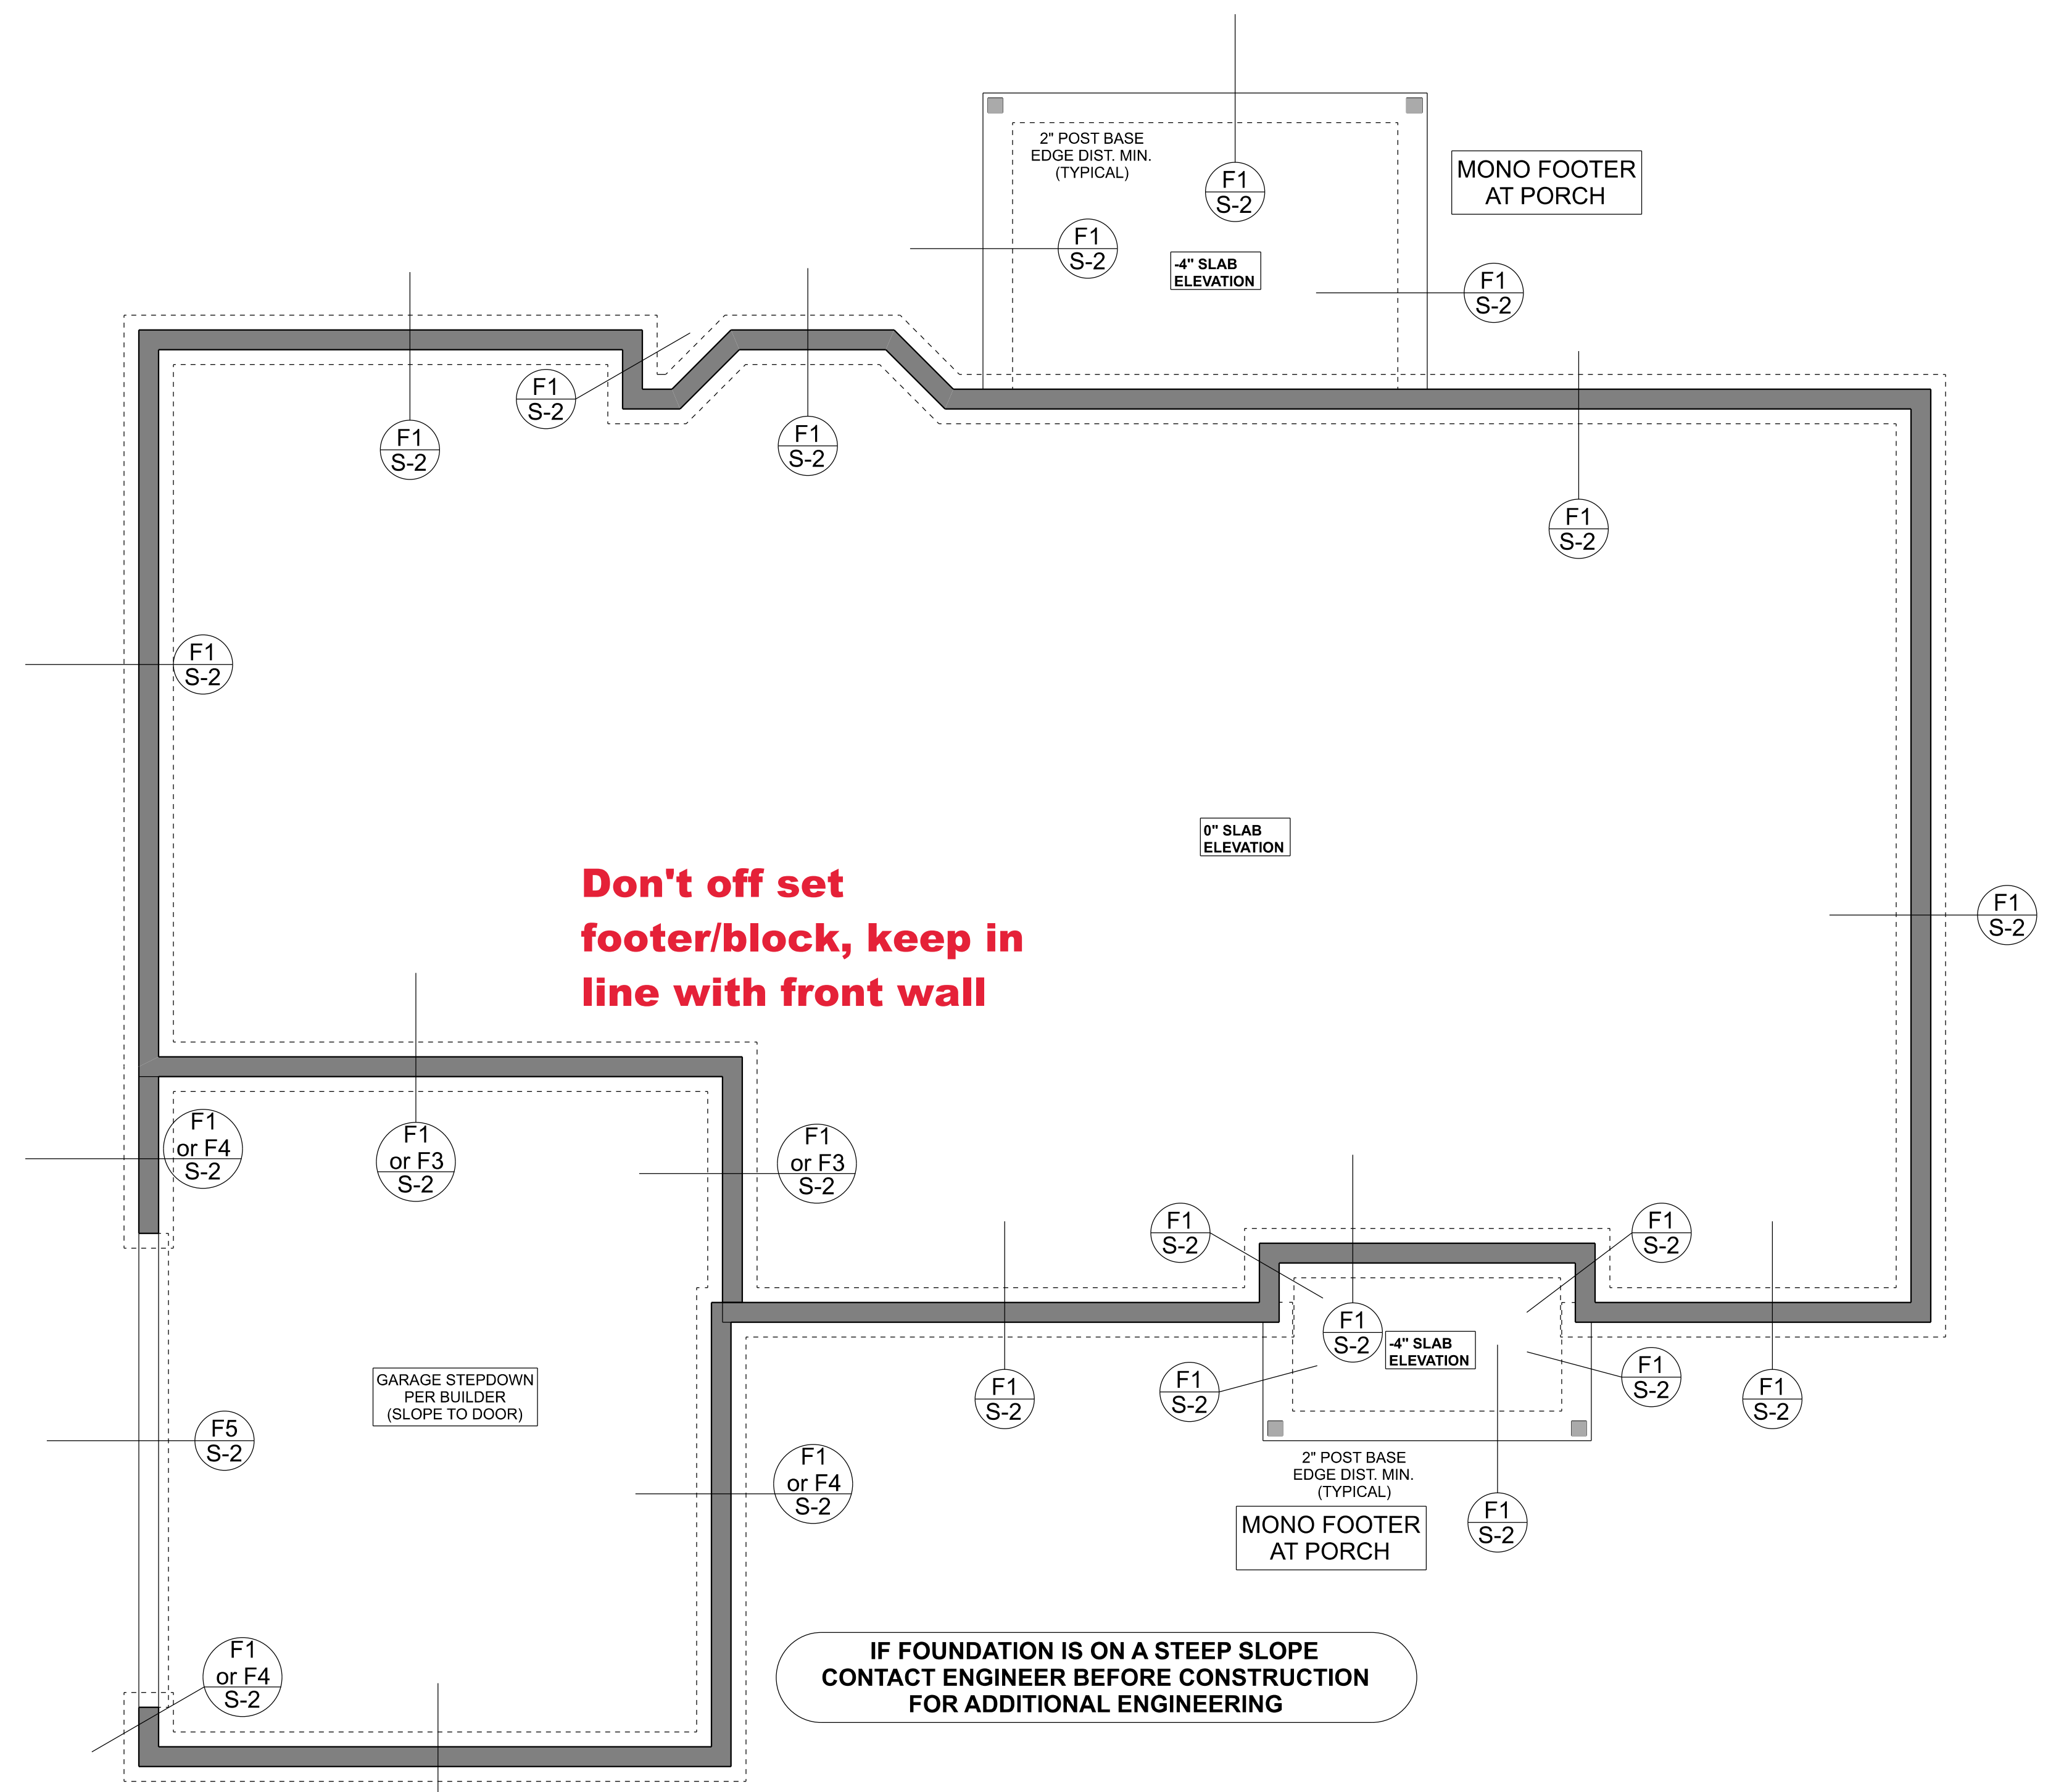 2" POST BASE
EDGE DIST. MIN.
(TYPICAL)
MONO FOOTER
AT PORCH
F1
S-2
F1
S-2
-4" SLAB
ELEVATION
F1
S-2
F1
S-2
F1
S-2
F1
S-2
F1
S-2
F1
S-2
0" SLAB
ELEVATION
Don't off set
footer/block, keep in
line with front wall
F1
S-2
F1
or F4
S-2
F1
or F3
S-2
F1
or F3
S-2
F1
S-2
F1
S-2
F1
S-2
-4" SLAB
ELEVATION
F1
S-2
F1
S-2
F1
S-2
F1
S-2
GARAGE STEPDOWN
PER BUILDER
(SLOPE TO DOOR)
F5
S-2
F1
or F4
S-2
2" POST BASE
EDGE DIST. MIN.
(TYPICAL)
F1
S-2
MONO FOOTER
AT PORCH
F1
or F4
S-2
IF FOUNDATION IS ON A STEEP SLOPE
CONTACT ENGINEER BEFORE CONSTRUCTION
FOR ADDITIONAL ENGINEERING